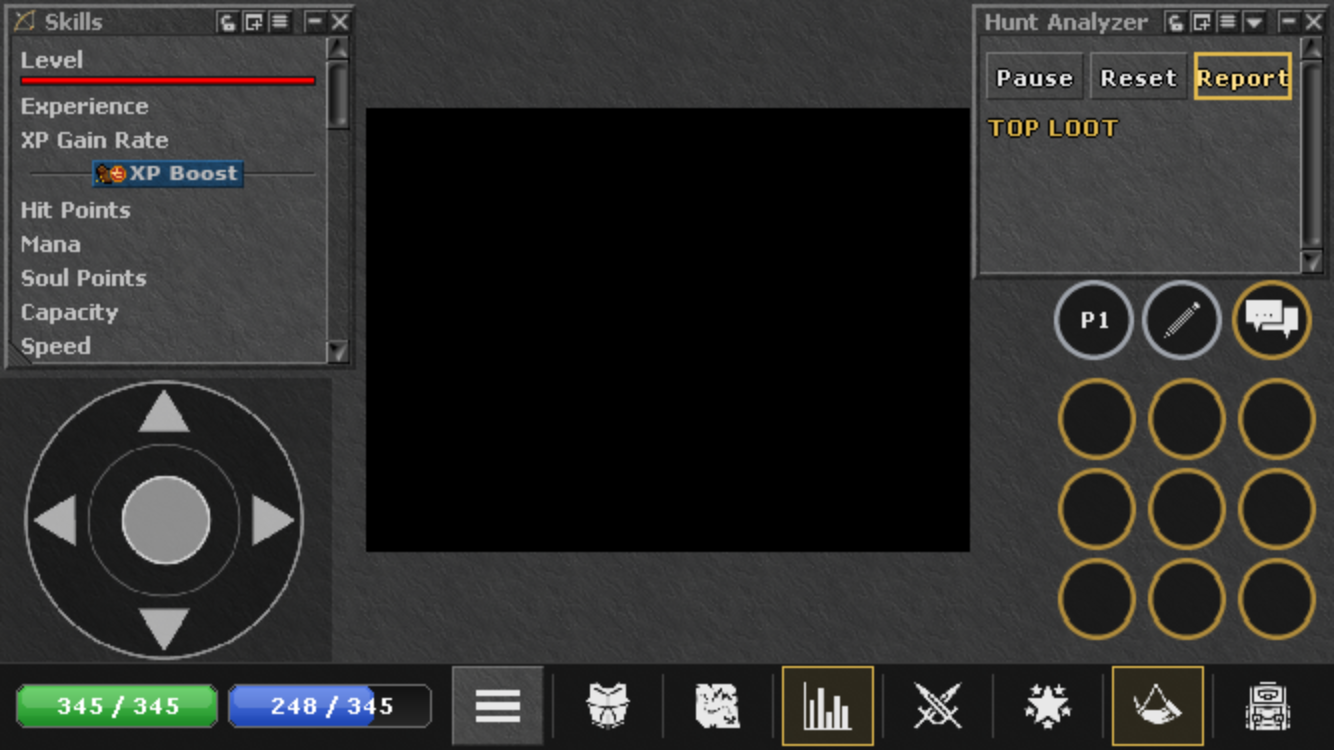 Skills
Level
Experience
XP Gain Rate
XP Boost
Hit Points
Mana
Soul Points
Capacity
Speed
Hunt Analyzer
Pause Reset Report
TOP LOOT
P1
345 / 345
248 / 345